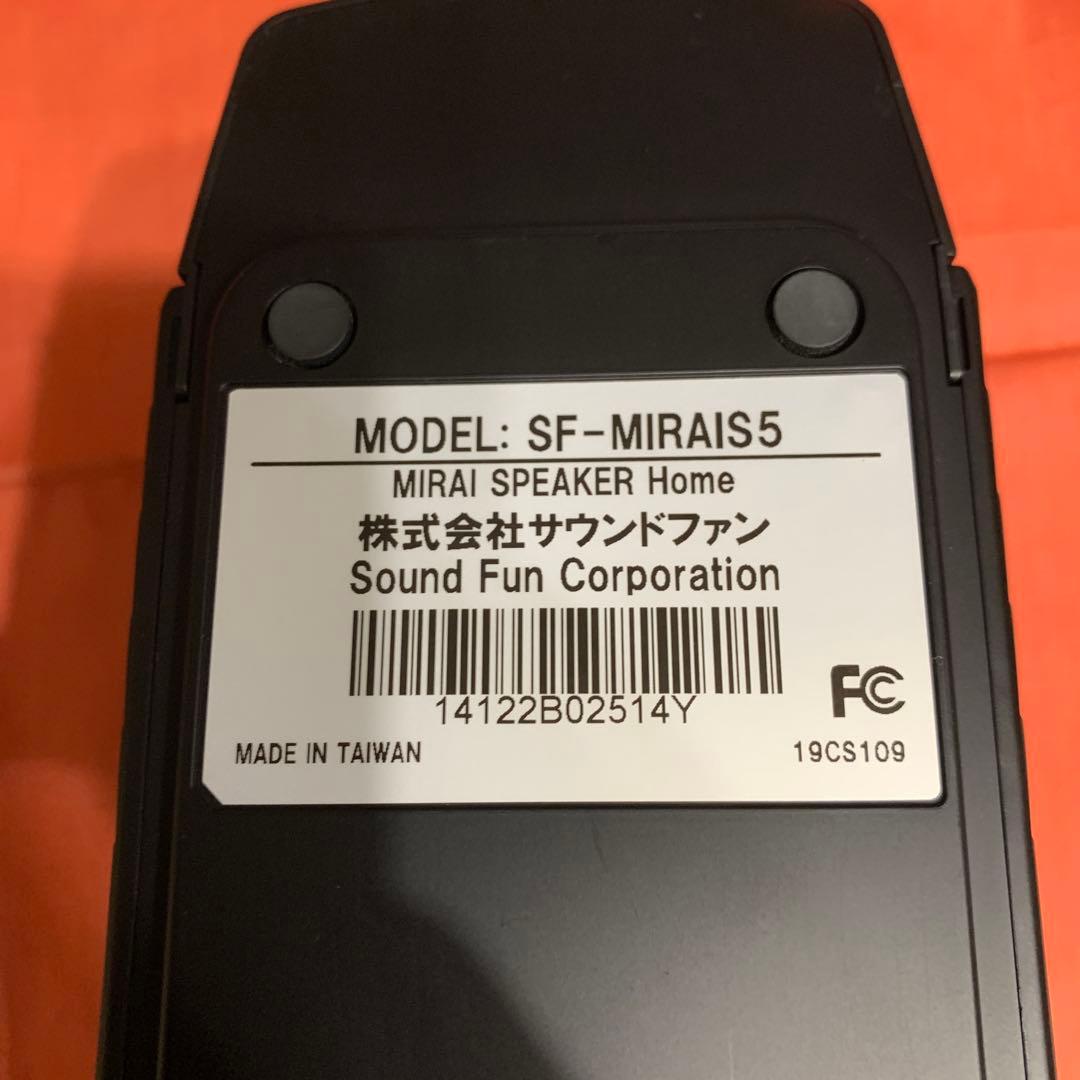 MODEL: SF-MIRAIS5
MIRAI SPEAKER Home
株式会社サウンドファン
Sound Fun Corporation
14122B02514Y
FC
MADE IN TAIWAN
19CS109